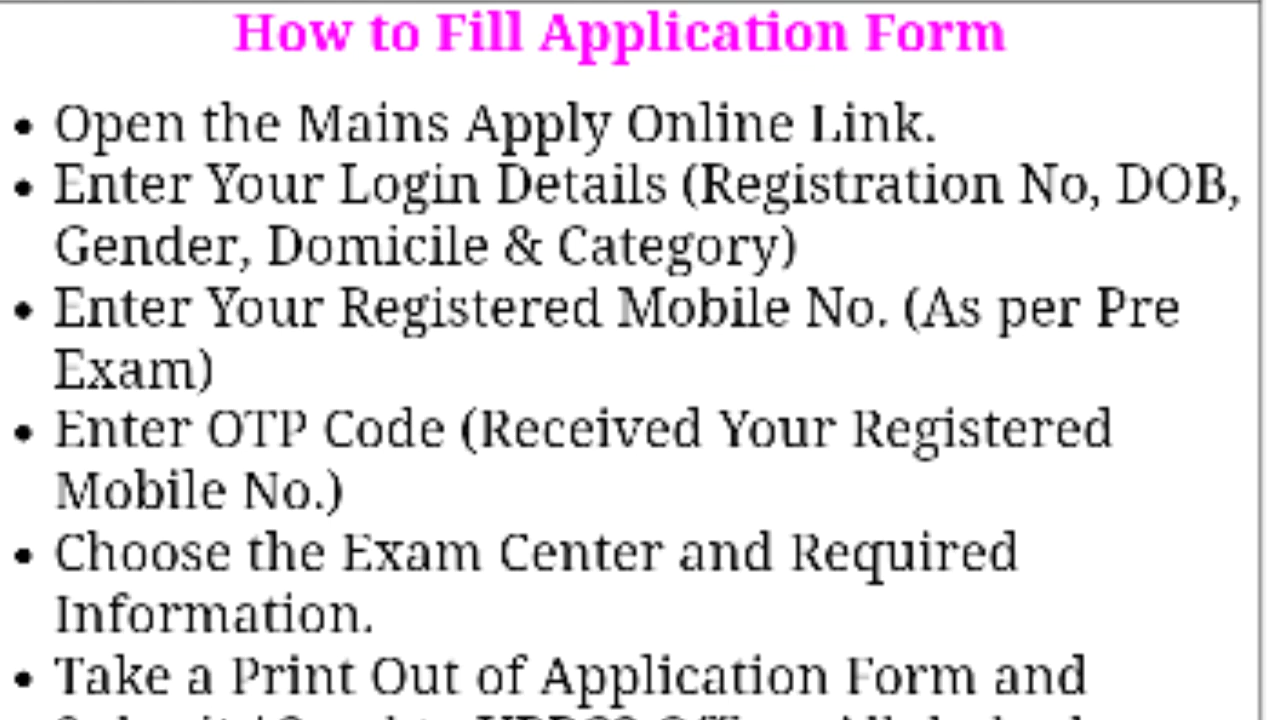 How to Fill Application Form
• Open the Mains Apply Online Link.
• Enter Your Login Details (Registration No, DOB,
Gender, Domicile & Category)
• Enter Your Registered Mobile No. (As per Pre
Exam)
• Enter OTP Code (Received Your Registered
Mobile No.)
• Choose the Exam Center and Required
Information.
• Take a Print Out of Application Form and